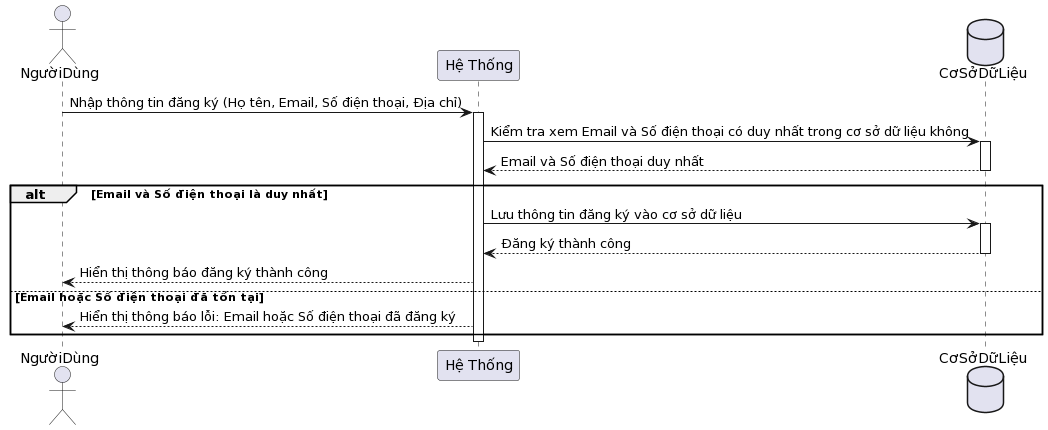 NgườiDùng
Hệ Thống
CơSởDữLiệu
Nhập thông tin đăng ký (Họ tên, Email, Số điện thoại, Địa chỉ)
Kiểm tra xem Email và Số điện thoại có duy nhất trong cơ sở dữ liệu không
Email và Số điện thoại duy nhất
alt [Email và Số điện thoại là duy nhất]
Lưu thông tin đăng ký vào cơ sở dữ liệu
Đăng ký thành công
Hiển thị thông báo đăng ký thành công
[Email hoặc Số điện thoại đã tồn tại]
Hiển thị thông báo lỗi: Email hoặc Số điện thoại đã đăng ký
NgườiDùng
Hệ Thống
CơSởDữLiệu